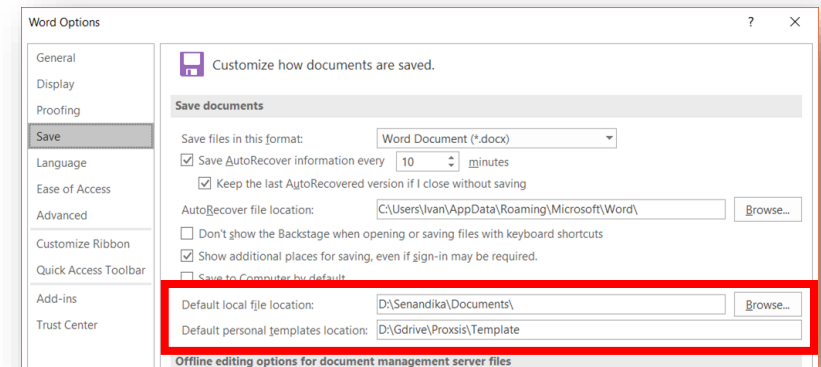 Word Options
? ×
General
Display
Proofing
Save
Language
Ease of Access
Advanced
Customize Ribbon
Quick Access Toolbar
Add-ins
Trust Center
Customize how documents are saved.
Save documents
Save files in this format: Word Document (*.docx)
Save AutoRecover information every 10 minutes
Keep the last AutoRecovered version if I close without saving
AutoRecover file location: C:\Users\Ivan\AppData\Roaming\Microsoft\Word\ Browse...
Don't show the Backstage when opening or saving files with keyboard shortcuts
Show additional places for saving, even if sign-in may be required.
Save to Computer by default
Default local file location: D:\Senandika\Documents\ Browse...
Default personal templates location: D:\Gdrive\Proxsis\Template
Offline editing options for document management server files